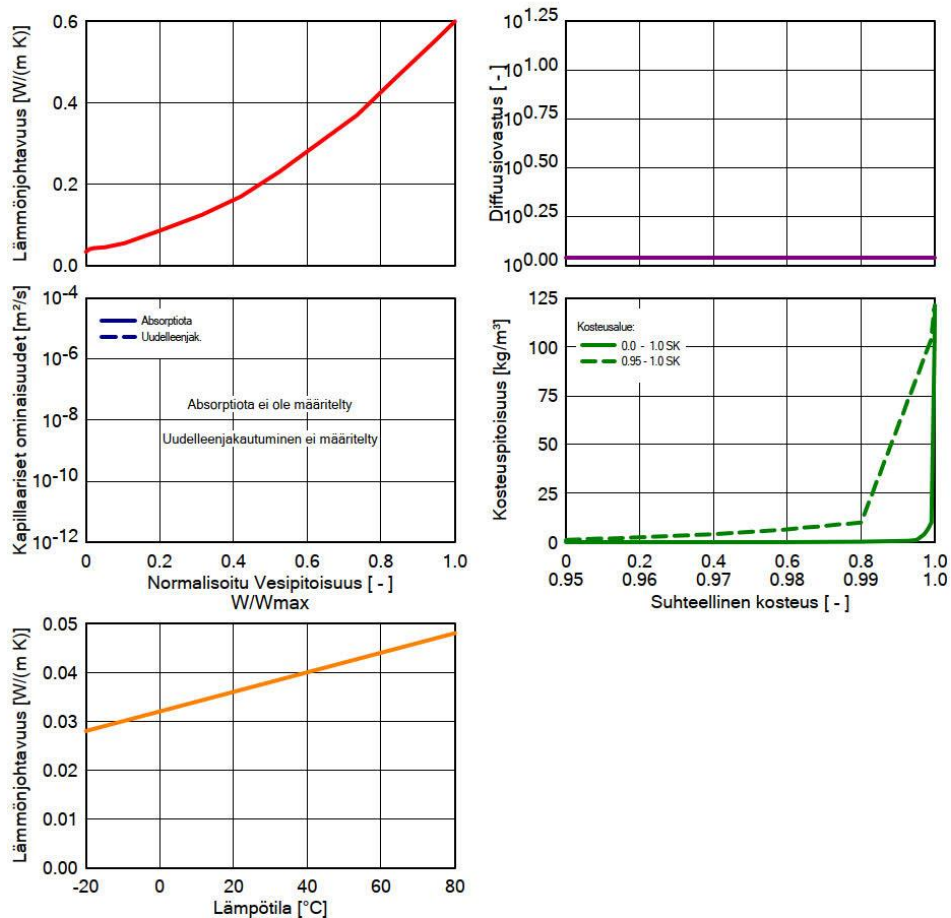 Lämmönjohtavuus [W/(m K)]
0.6
0.4
0.2
0.0
Diffuusiovastus [ - ]
10^1.25
10^1.00
10^0.75
10^0.50
10^0.25
10^0.00
Kapillaariset ominaisuudet [m²/s]
10^-4
10^-6
10^-8
10^-10
10^-12
Absorptiota
Uudelleenjak.
Absorptiota ei ole määritelty
Uudelleenjakautuminen ei määritelty
0 0.2 0.4 0.6 0.8 1.0
Normalisoitu Vesipitoisuus [ - ]
W/Wmax
Kosteuspitoisuus [kg/m³]
125
100
75
50
25
0
Kosteusalue:
0.0 - 1.0 SK
0.95 - 1.0 SK
0 0.2 0.4 0.6 0.8 1.0
0.95 0.96 0.97 0.98 0.99 1.0
Suhteellinen kosteus [ - ]
Lämmönjohtavuus [W/(m K)]
0.05
0.04
0.03
0.02
0.01
0.00
-20 0 20 40 60 80
Lämpötila [°C]